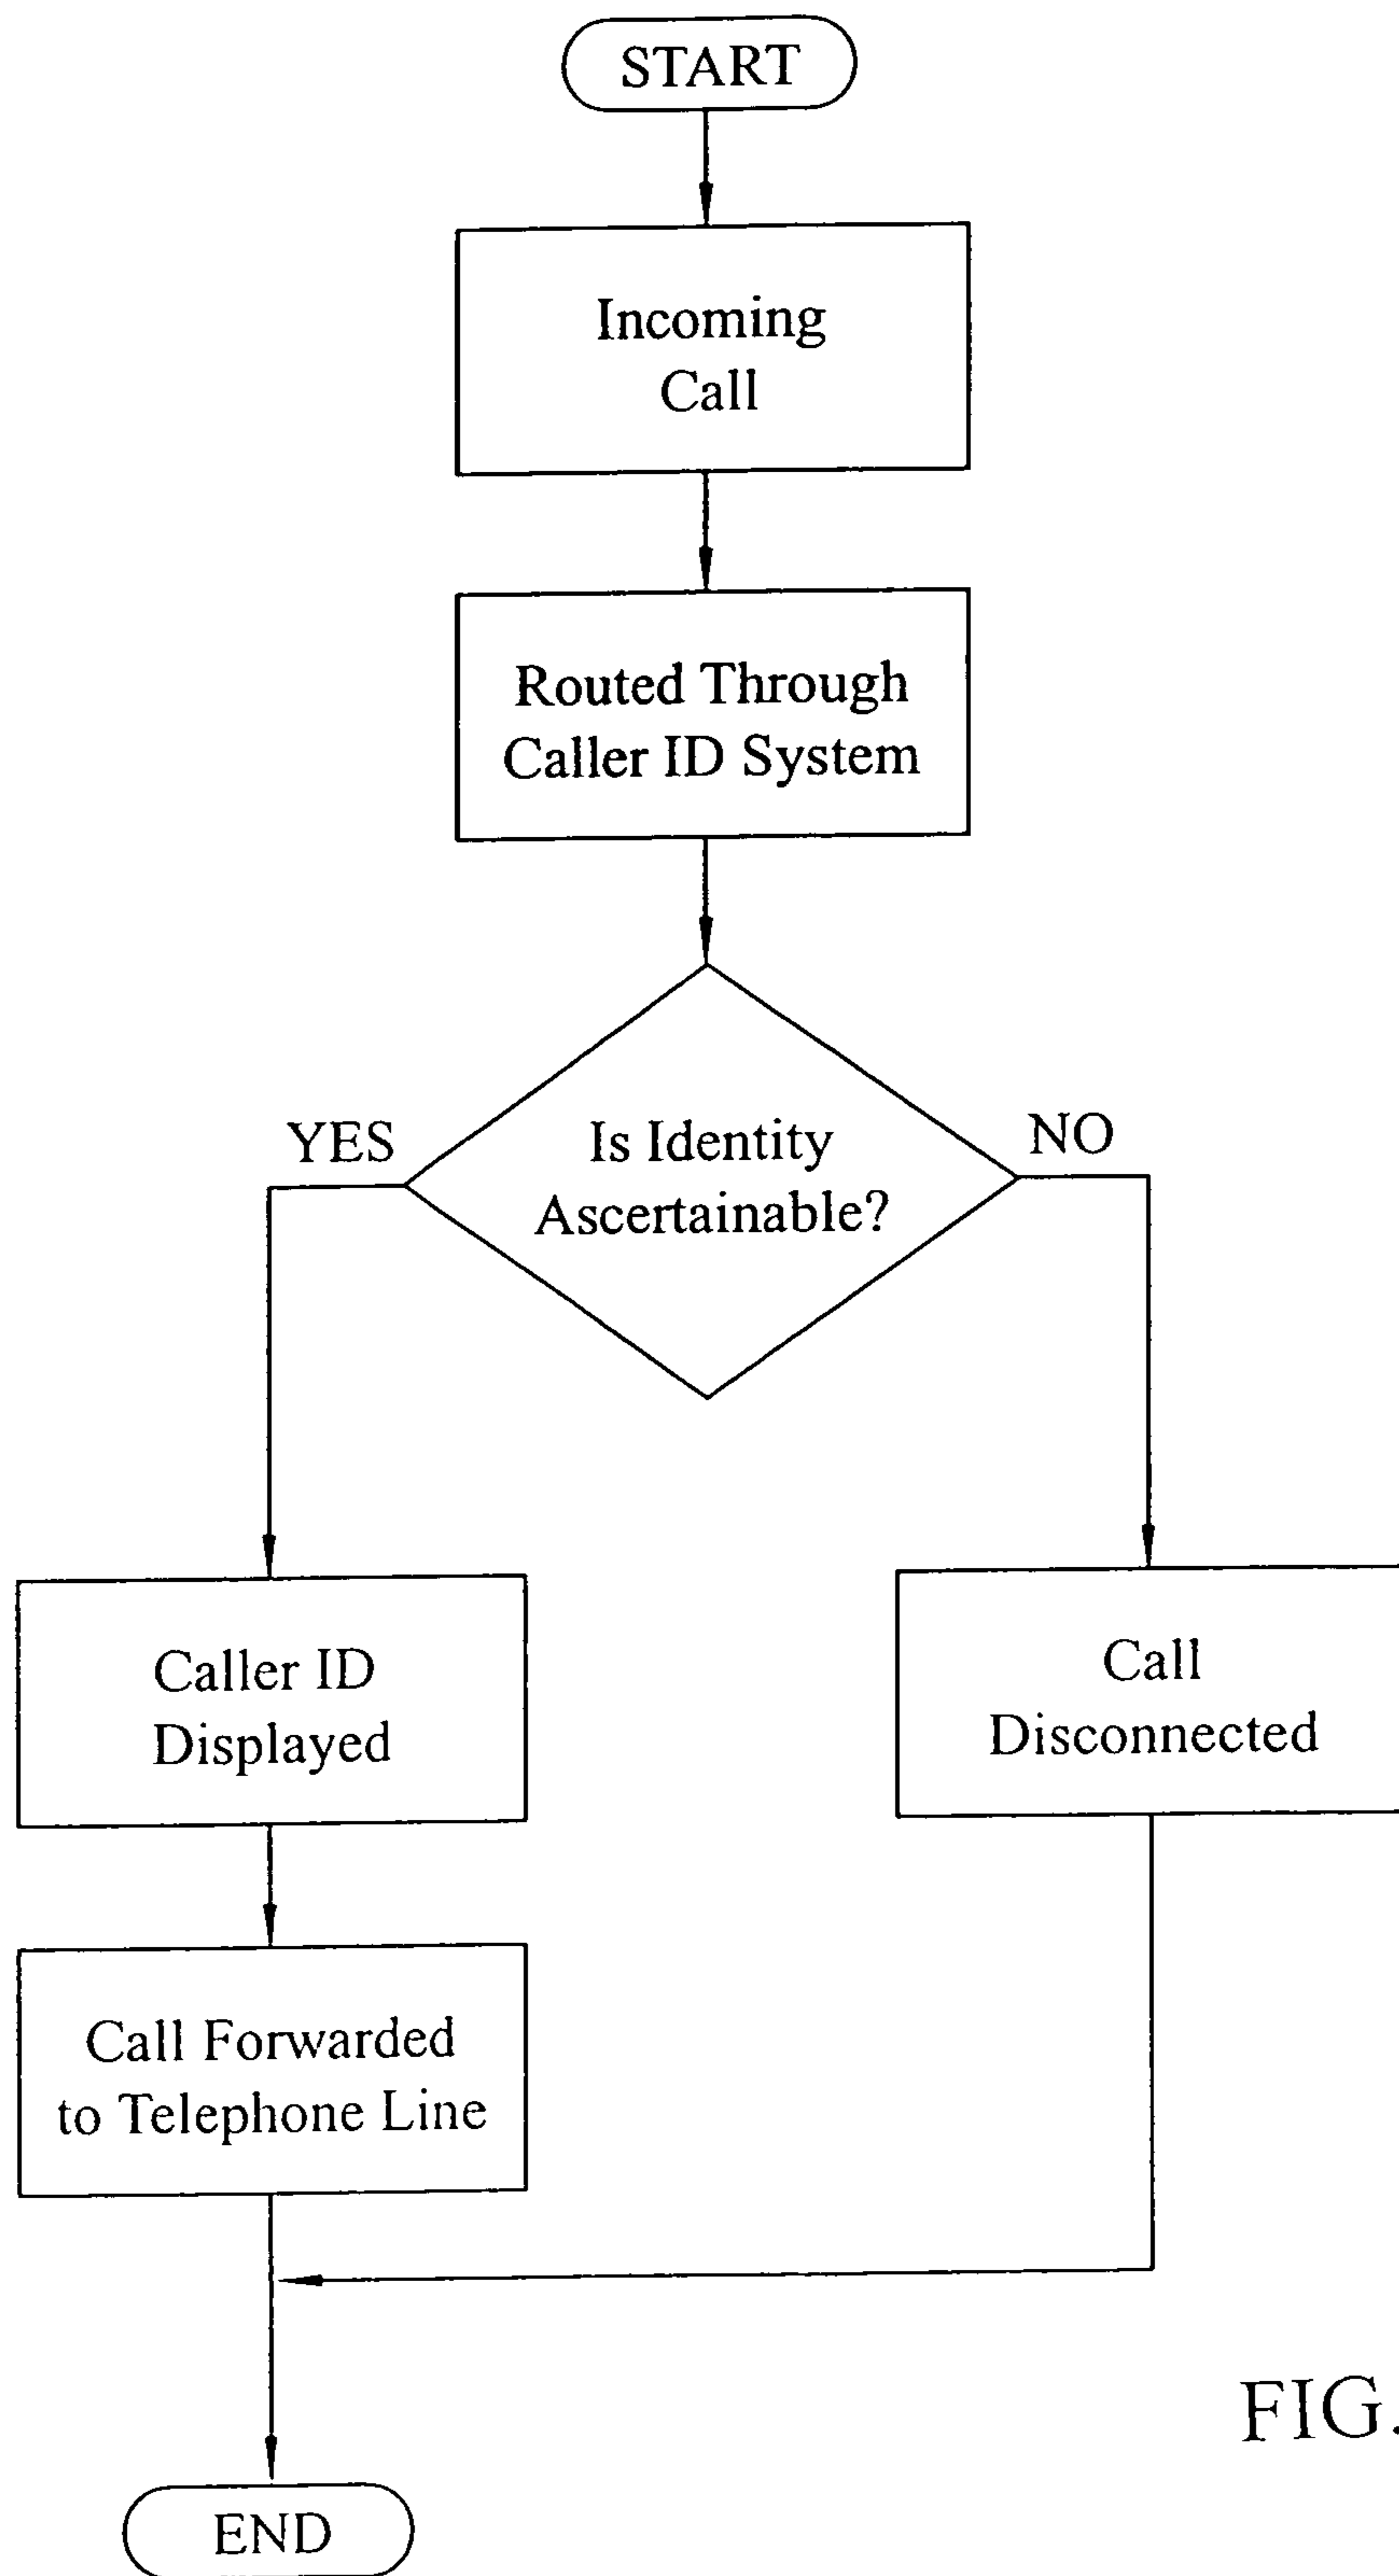 START
Incoming
Call
Routed Through
Caller ID System
Is Identity
Ascertainable?
YES
NO
Caller ID
Displayed
Call
Disconnected
Call Forwarded
to Telephone Line
FIG.
END